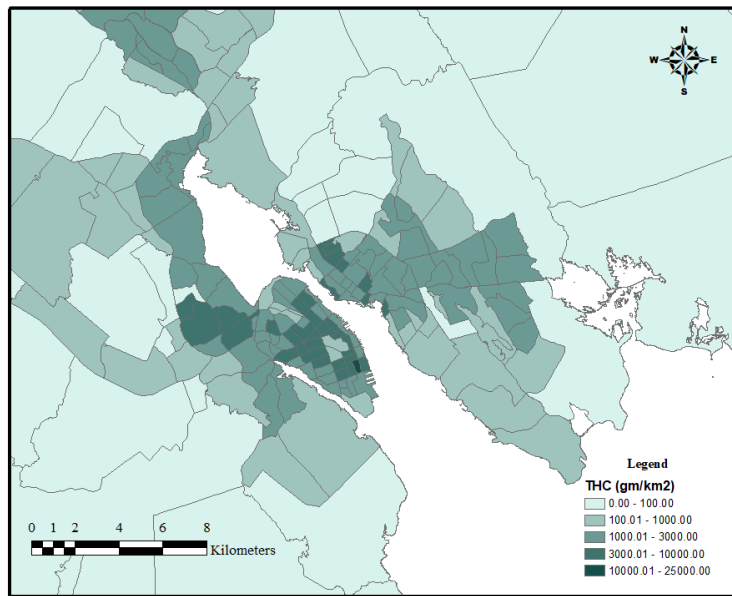 N
W E
S
Legend
THC (gm/km2)
0.00 - 100.00
100.01 - 1000.00
1000.01 - 3000.00
3000.01 - 10000.00
10000.01 - 25000.00
0 1 2 4 6 8
Kilometers